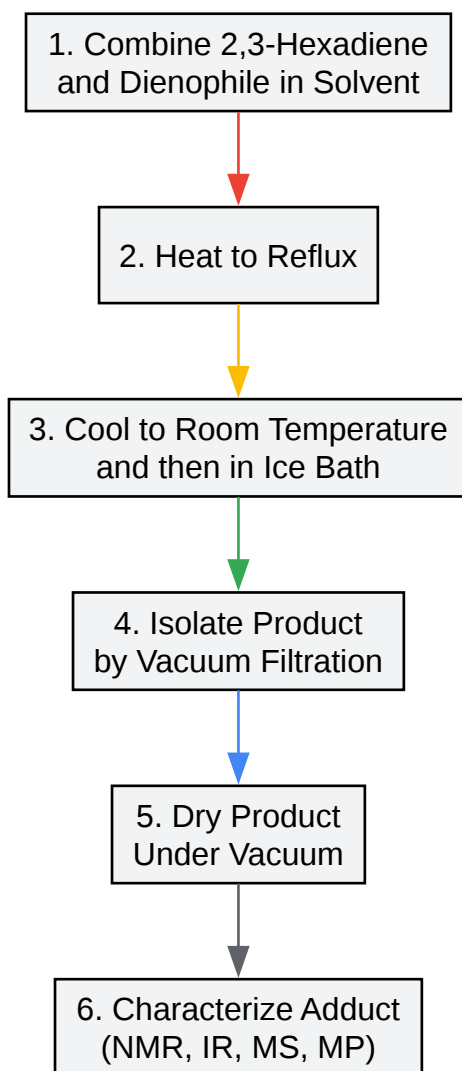 1. Combine 2,3-Hexadiene
and Dienophile in Solvent
2. Heat to Reflux
3. Cool to Room Temperature
and then in Ice Bath
4. Isolate Product
by Vacuum Filtration
5. Dry Product
Under Vacuum
6. Characterize Adduct
(NMR, IR, MS, MP)